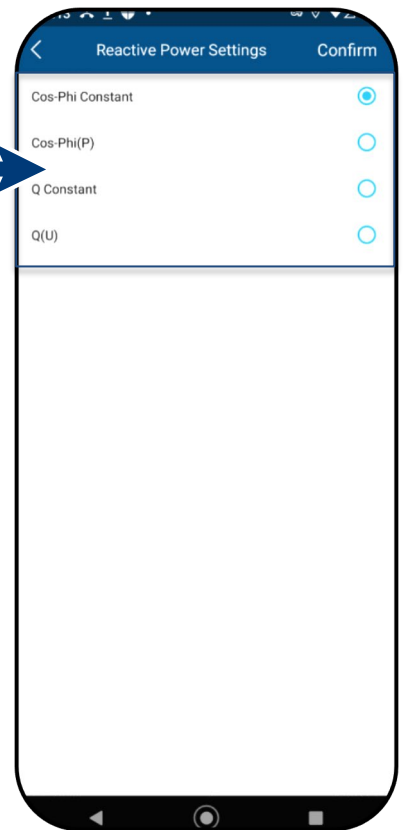 Reactive Power Settings Confirm
Cos-Phi Constant
Cos-Phi(P)
Q Constant
Q(U)